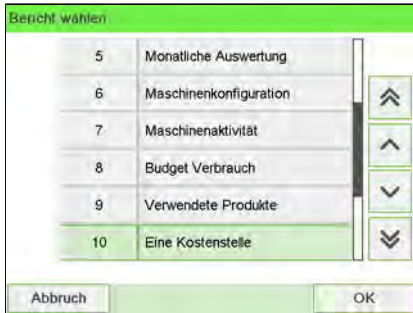 Bericht wählen
5 Monatliche Auswertung
6 Maschinenkonfiguration
7 Maschinenaktivität
8 Budget Verbrauch
9 Verwendete Produkte
10 Eine Kostenstelle
Abbruch OK